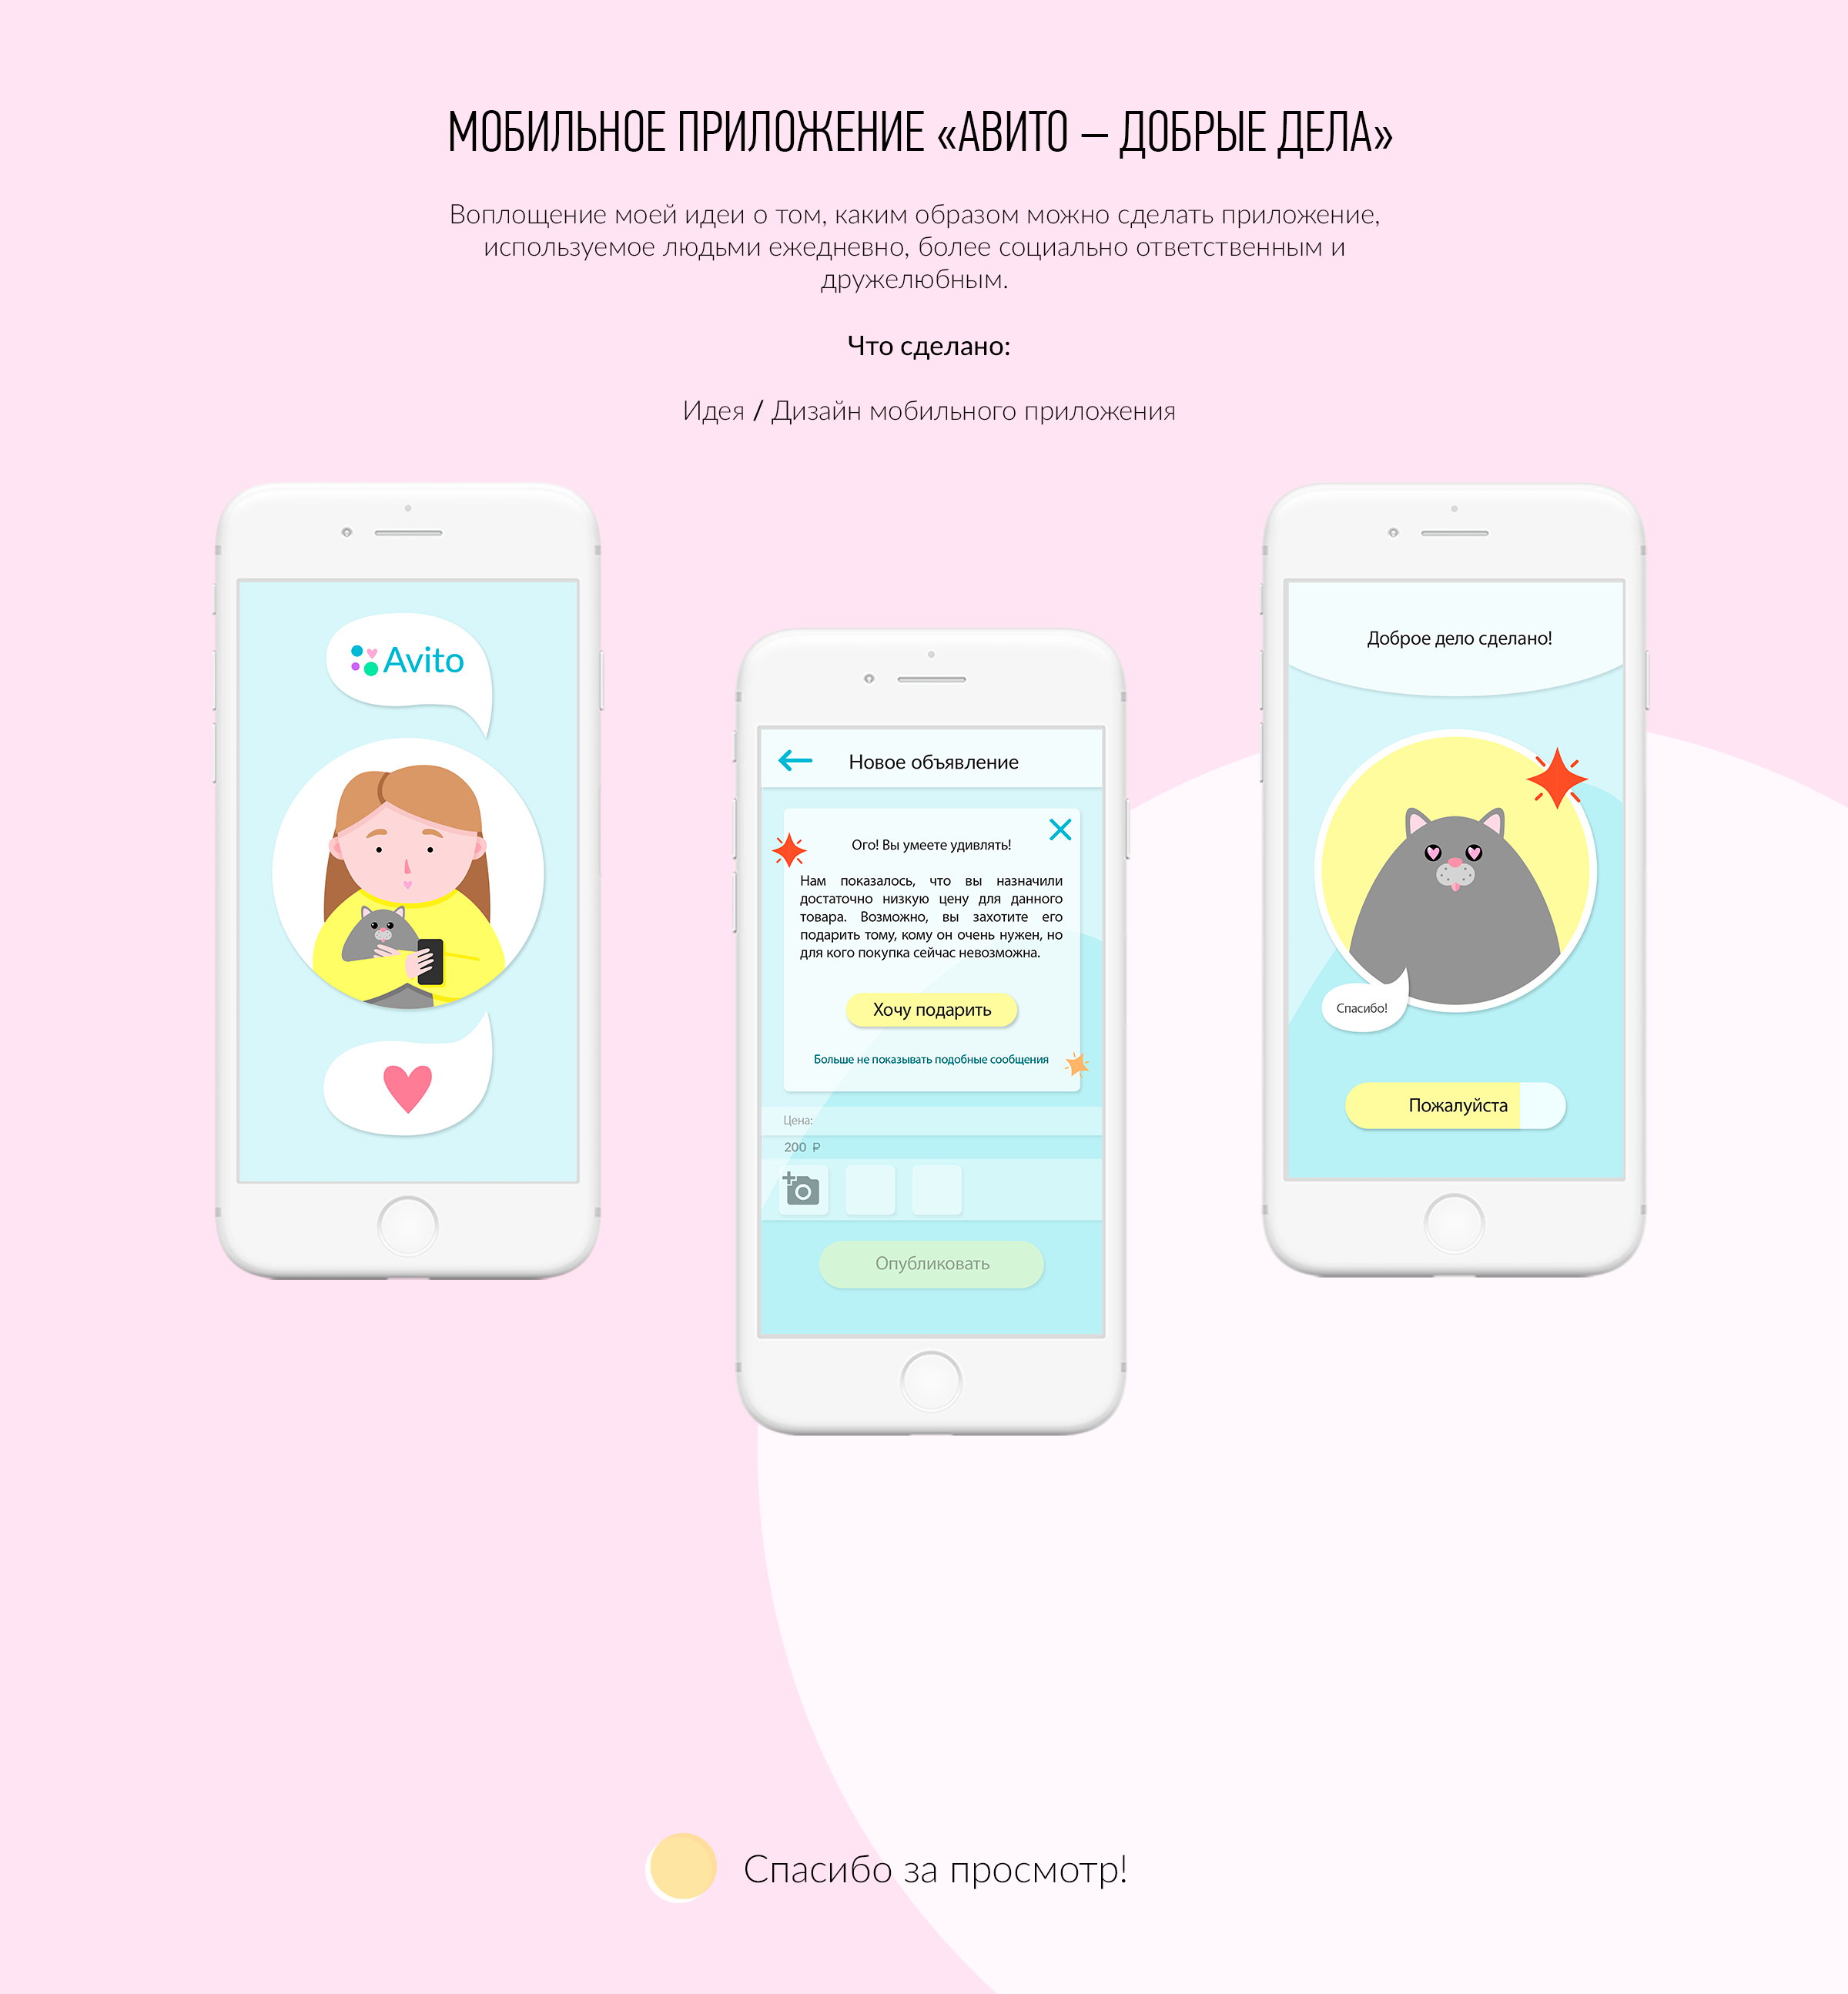 МОБИЛЬНОЕ ПРИЛОЖЕНИЕ «АВИТО – ДОБРЫЕ ДЕЛА»
Воплощение моей идеи о том, каким образом можно сделать приложение,
используемое людьми ежедневно, более социально ответственным и
дружелюбным.
Что сделано:
Идея / Дизайн мобильного приложения
Avito
Новое объявление
Ого! Вы умеете удивлять!
Нам показалось, что вы назначили
достаточно низкую цену для данного
товара. Возможно, вы захотите его
подарить тому, кому он очень нужен, но
для кого покупка сейчас невозможна.
Хочу подарить
Больше не показывать подобные сообщения
Цена:
200 ₽
Опубликовать
Доброе дело сделано!
Спасибо!
Пожалуйста
Спасибо за просмотр!